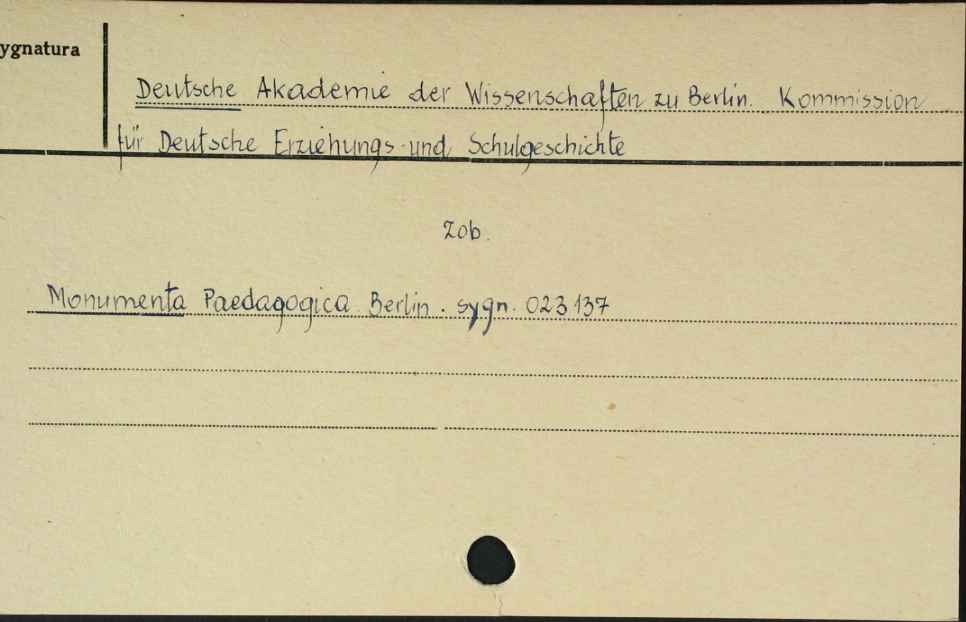 ygnatura
Deutsche Akademie der Wissenschaften zu Berlin. Kommission
für Deutsche Erziehungs- und Schulgeschichte
Zob.
Monumenta Paedagogica. Berlin. sygn. 023137